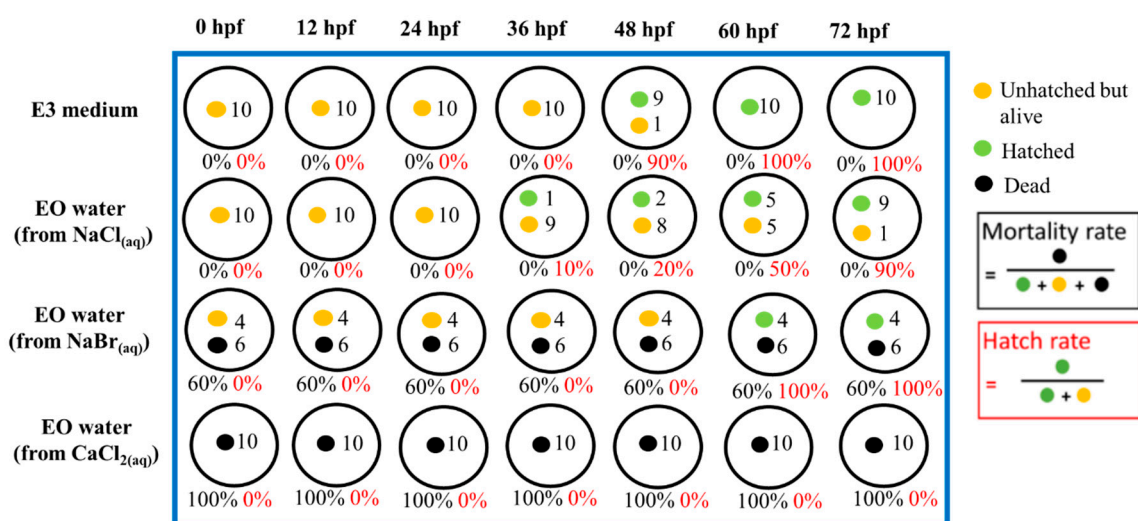 0 hpf 12 hpf 24 hpf 36 hpf 48 hpf 60 hpf 72 hpf
E3 medium
10 10 10 10 9 10 10
1
0% 0% 0% 0% 0% 0% 0% 0% 0% 90% 0% 100% 0% 100%
EO water
(from NaCl(aq))
10 10 10 1 2 5 9
9 8 5 1
0% 0% 0% 0% 0% 0% 0% 10% 0% 20% 0% 50% 0% 90%
EO water
(from NaBr(aq))
4 4 4 4 4 4 4
6 6 6 6 6 6 6
60% 0% 60% 0% 60% 0% 60% 0% 60% 0% 60% 100% 60% 100%
EO water
(from CaCl2(aq))
10 10 10 10 10 10 10
100% 0% 100% 0% 100% 0% 100% 0% 100% 0% 100% 0% 100% 0%
Unhatched but
alive
Hatched
Dead
Mortality rate
=
+ +
Hatch rate
=
+